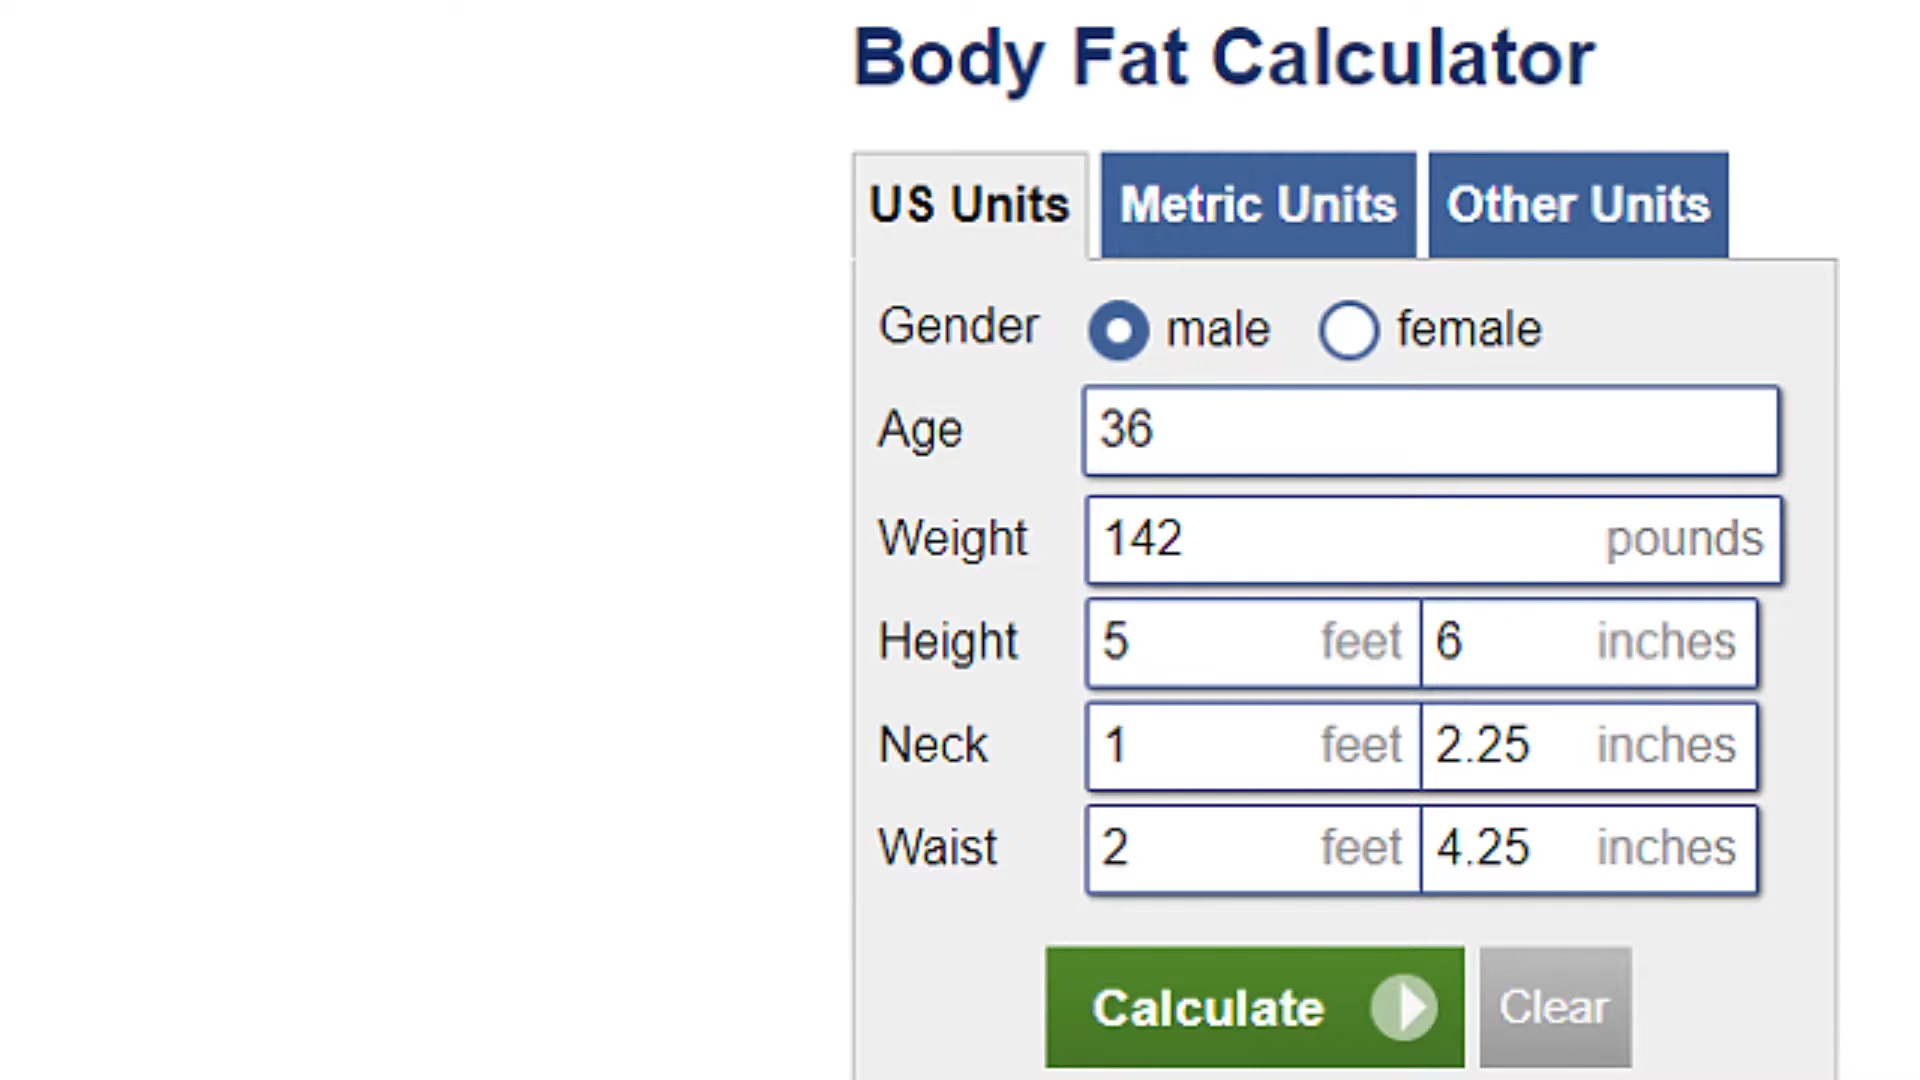 Body Fat Calculator
US Units Metric Units Other Units
Gender male female
Age 36
Weight 142 pounds
Height 5 feet 6 inches
Neck 1 feet 2.25 inches
Waist 2 feet 4.25 inches
Calculate Clear